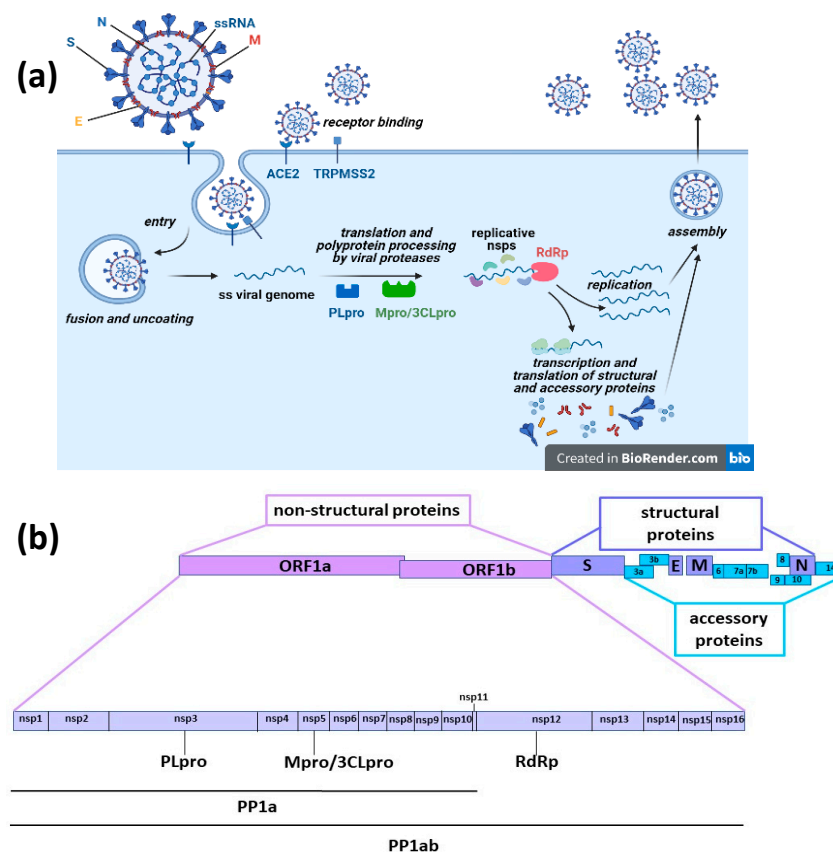 (a)
N
ssRNA
S
M
E
receptor binding
ACE2
TRPMSS2
entry
fusion and uncoating
ss viral genome
translation and
polyprotein processing
by viral proteases
PLpro
Mpro/3CLpro
replicative
nsps
RdRp
replication
assembly
transcription and
translation of structural
and accessory proteins
Created in BioRender.com bio
(b)
non-structural proteins
structural
proteins
ORF1a
ORF1b
S
3a
3b
E
M
6
7a
7b
8
9
10
N
14
accessory
proteins
nsp11
nsp1
nsp2
nsp3
nsp4
nsp5
nsp6
nsp7
nsp8
nsp9
nsp10
nsp12
nsp13
nsp14
nsp15
nsp16
PLpro
Mpro/3CLpro
RdRp
PP1a
PP1ab